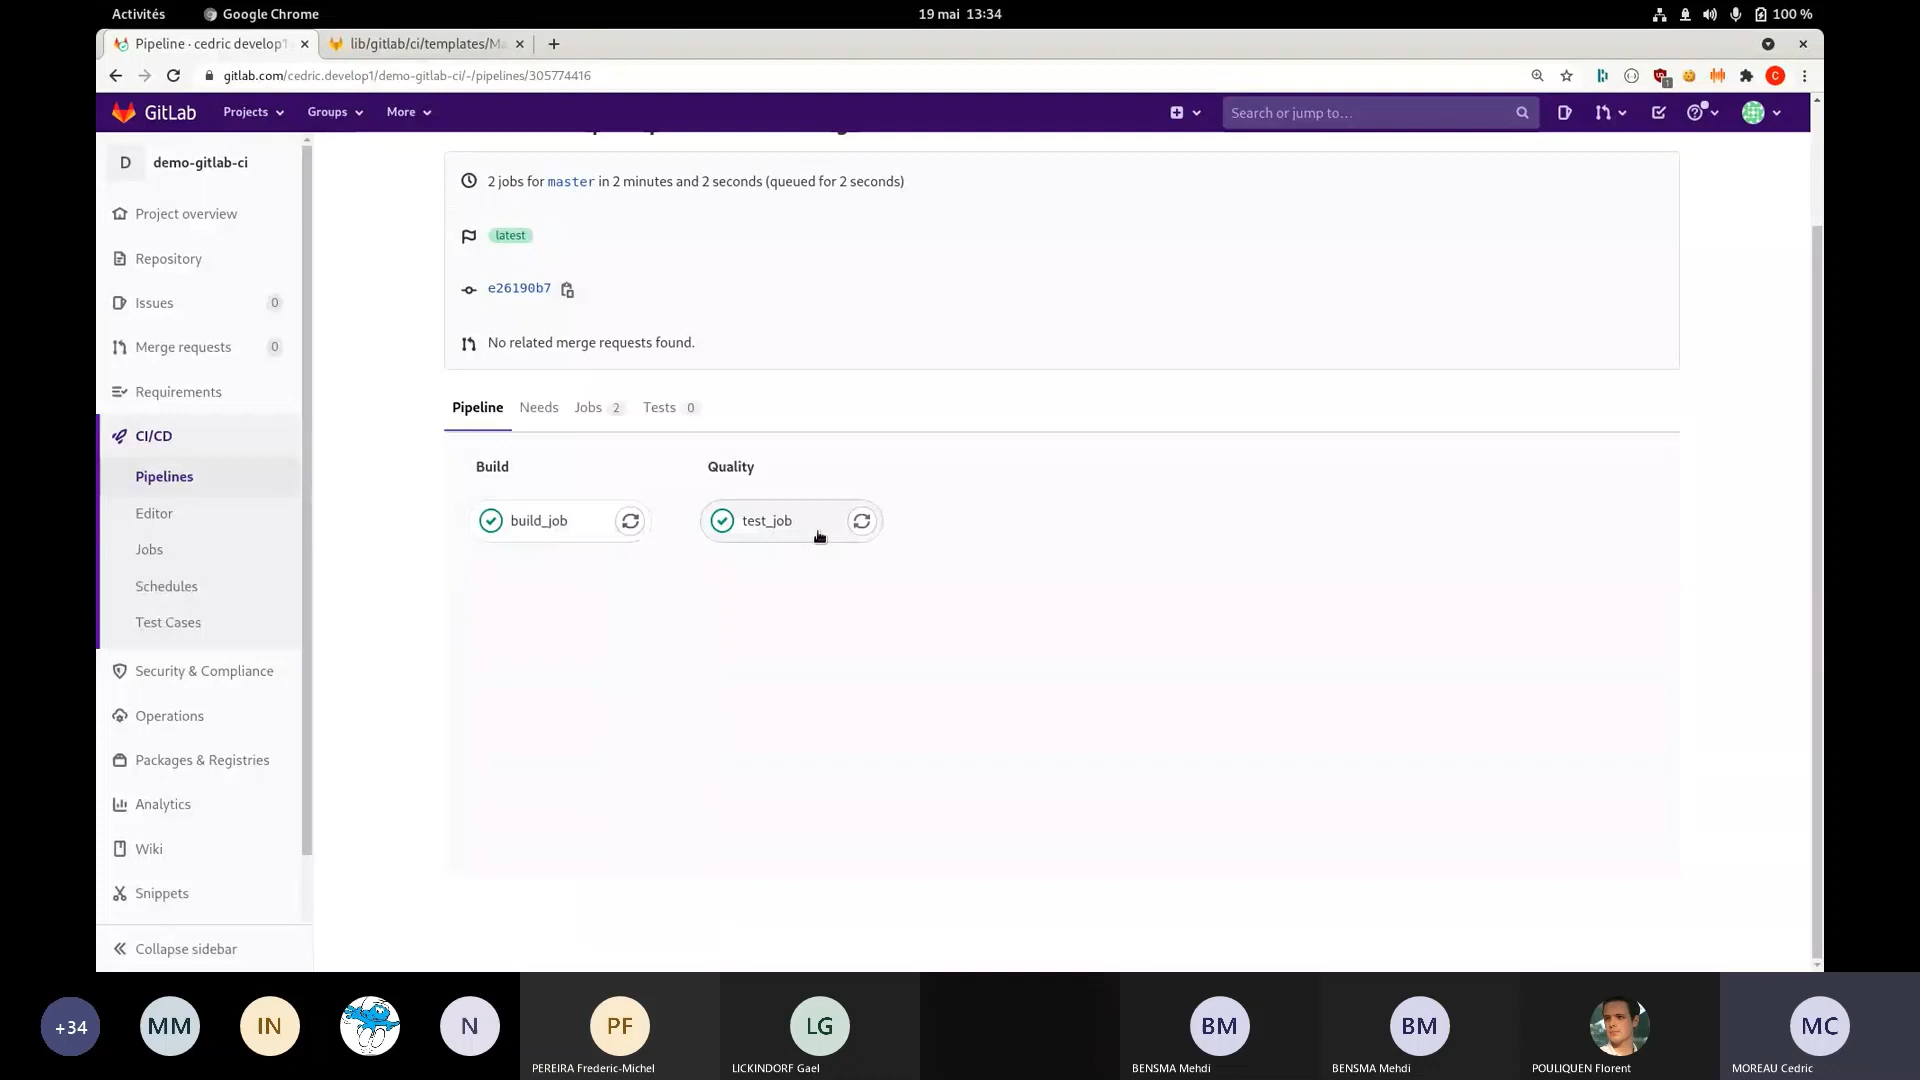 Activités
Google Chrome
19 mai 13:34
100 %
Pipeline · cedric develop1
lib/gitlab/ci/templates/Ma
gitlab.com/cedric.develop1/demo-gitlab-ci/-/pipelines/305774416
C
1
GitLab
Projects
Groups
More
Search or jump to…
D
demo-gitlab-ci
Project overview
Repository
Issues 0
Merge requests 0
Requirements
CI/CD
Pipelines
Editor
Jobs
Schedules
Test Cases
Security & Compliance
Operations
Packages & Registries
Analytics
Wiki
Snippets
Collapse sidebar
2 jobs for master in 2 minutes and 2 seconds (queued for 2 seconds)
latest
e26190b7
No related merge requests found.
Pipeline Needs Jobs 2 Tests 0
Build
Quality
build_job
test_job
+34
MM
IN
N
PF
PEREIRA Frederic-Michel
LG
LICKINDORF Gael
BM
BENSMA Mehdi
BM
BENSMA Mehdi
POULIQUEN Florent
MC
MOREAU Cedric